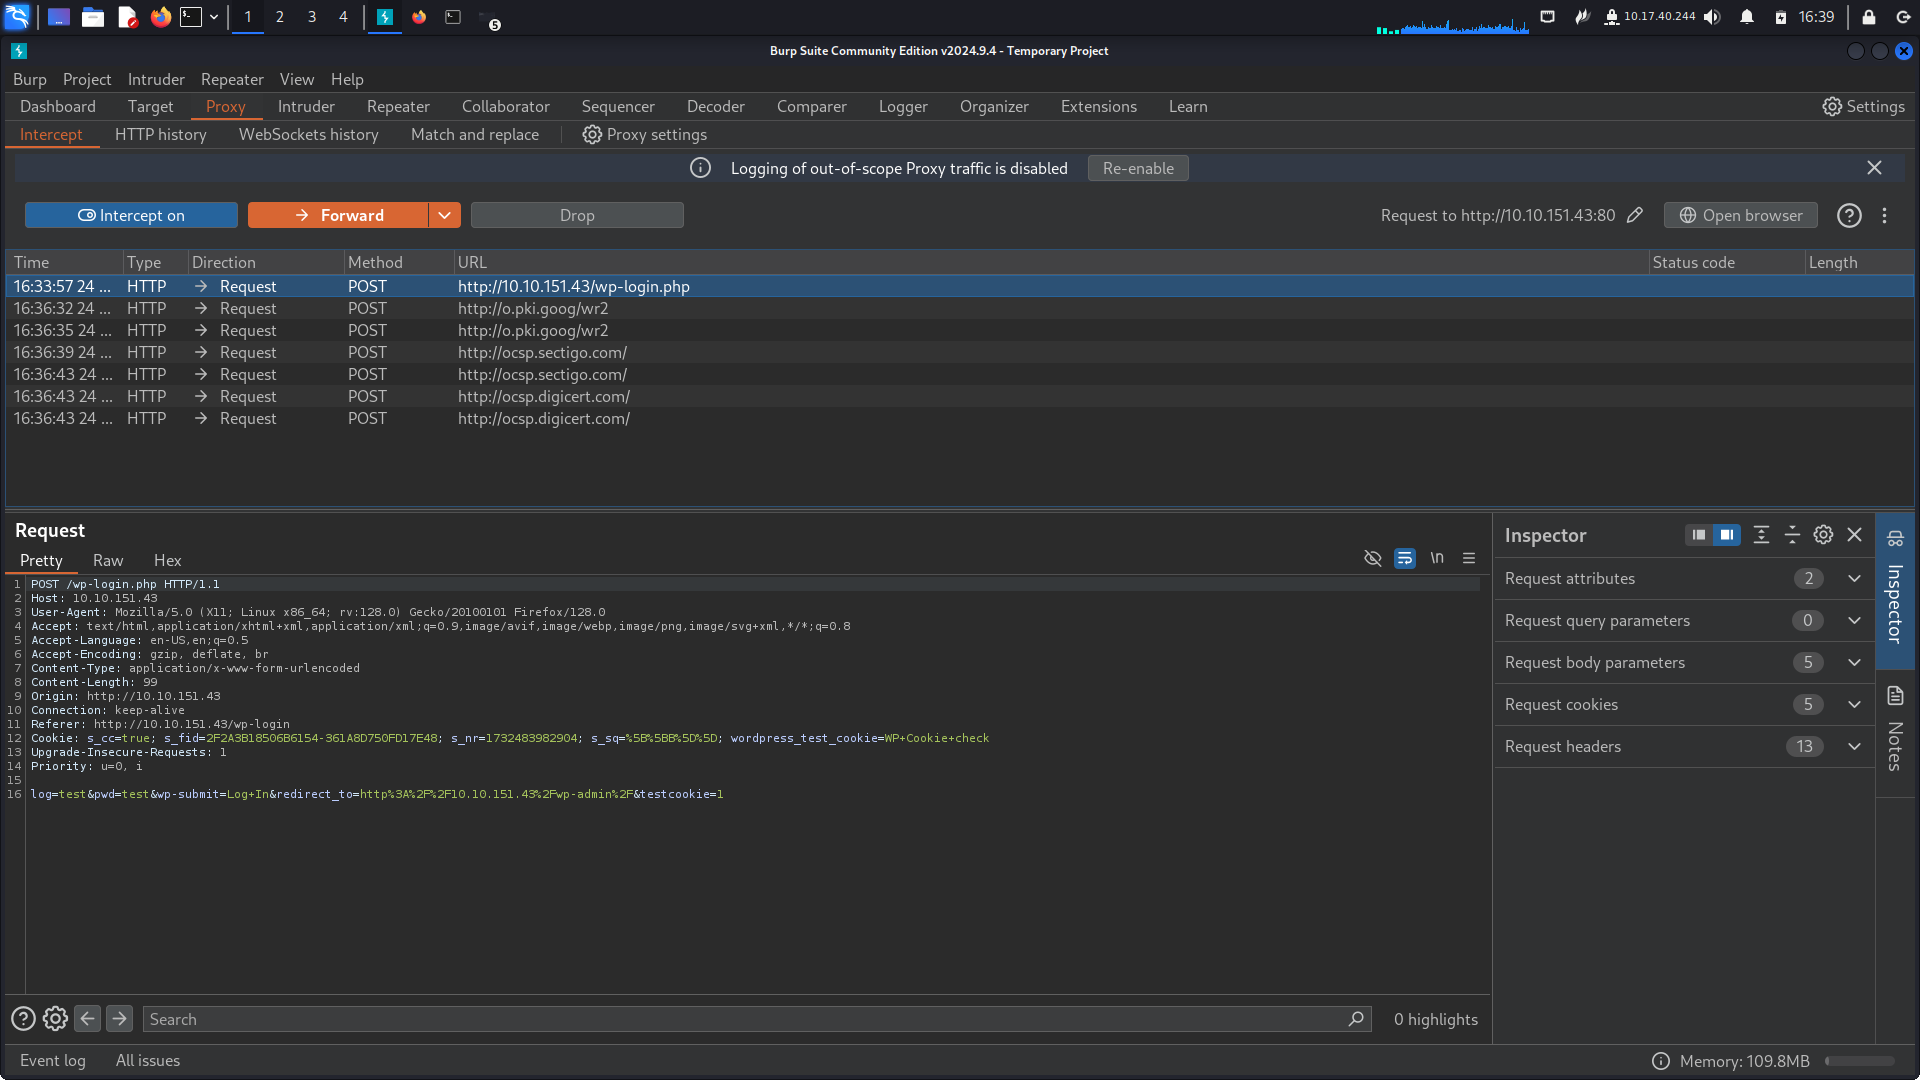 1 2 3 4 5 10.17.40.244 16:39
Burp Suite Community Edition v2024.9.4 - Temporary Project
Burp Project Intruder Repeater View Help
Dashboard Target Proxy Intruder Repeater Collaborator Sequencer Decoder Comparer Logger Organizer Extensions Learn Settings
Intercept HTTP history WebSockets history Match and replace Proxy settings
Logging of out-of-scope Proxy traffic is disabled Re-enable
Intercept on Forward Drop Request to http://10.10.151.43:80 Open browser
Time Type Direction Method URL Status code Length
16:33:57 24 ... HTTP → Request POST http://10.10.151.43/wp-login.php
16:36:32 24 ... HTTP → Request POST http://o.pki.goog/wr2
16:36:35 24 ... HTTP → Request POST http://o.pki.goog/wr2
16:36:39 24 ... HTTP → Request POST http://ocsp.sectigo.com/
16:36:43 24 ... HTTP → Request POST http://ocsp.sectigo.com/
16:36:43 24 ... HTTP → Request POST http://ocsp.digicert.com/
16:36:43 24 ... HTTP → Request POST http://ocsp.digicert.com/
Request
Pretty Raw Hex \n
1 POST /wp-login.php HTTP/1.1
2 Host: 10.10.151.43
3 User-Agent: Mozilla/5.0 (X11; Linux x86_64; rv:128.0) Gecko/20100101 Firefox/128.0
4 Accept: text/html,application/xhtml+xml,application/xml;q=0.9,image/avif,image/webp,image/png,image/svg+xml,*/*;q=0.8
5 Accept-Language: en-US,en;q=0.5
6 Accept-Encoding: gzip, deflate, br
7 Content-Type: application/x-www-form-urlencoded
8 Content-Length: 99
9 Origin: http://10.10.151.43
10 Connection: keep-alive
11 Referer: http://10.10.151.43/wp-login
12 Cookie: s_cc=true; s_fid=2F2A3B18506B6154-361A8D750FD17E48; s_nr=1732483982904; s_sq=%5B%5BB%5D%5D; wordpress_test_cookie=WP+Cookie+check
13 Upgrade-Insecure-Requests: 1
14 Priority: u=0, i
15
16 log=test&pwd=test&wp-submit=Log+In&redirect_to=http%3A%2F%2F10.10.151.43%2Fwp-admin%2F&testcookie=1
Search 0 highlights
Inspector
Request attributes 2
Request query parameters 0
Request body parameters 5
Request cookies 5
Request headers 13
Inspector
Notes
Event log All issues Memory: 109.8MB